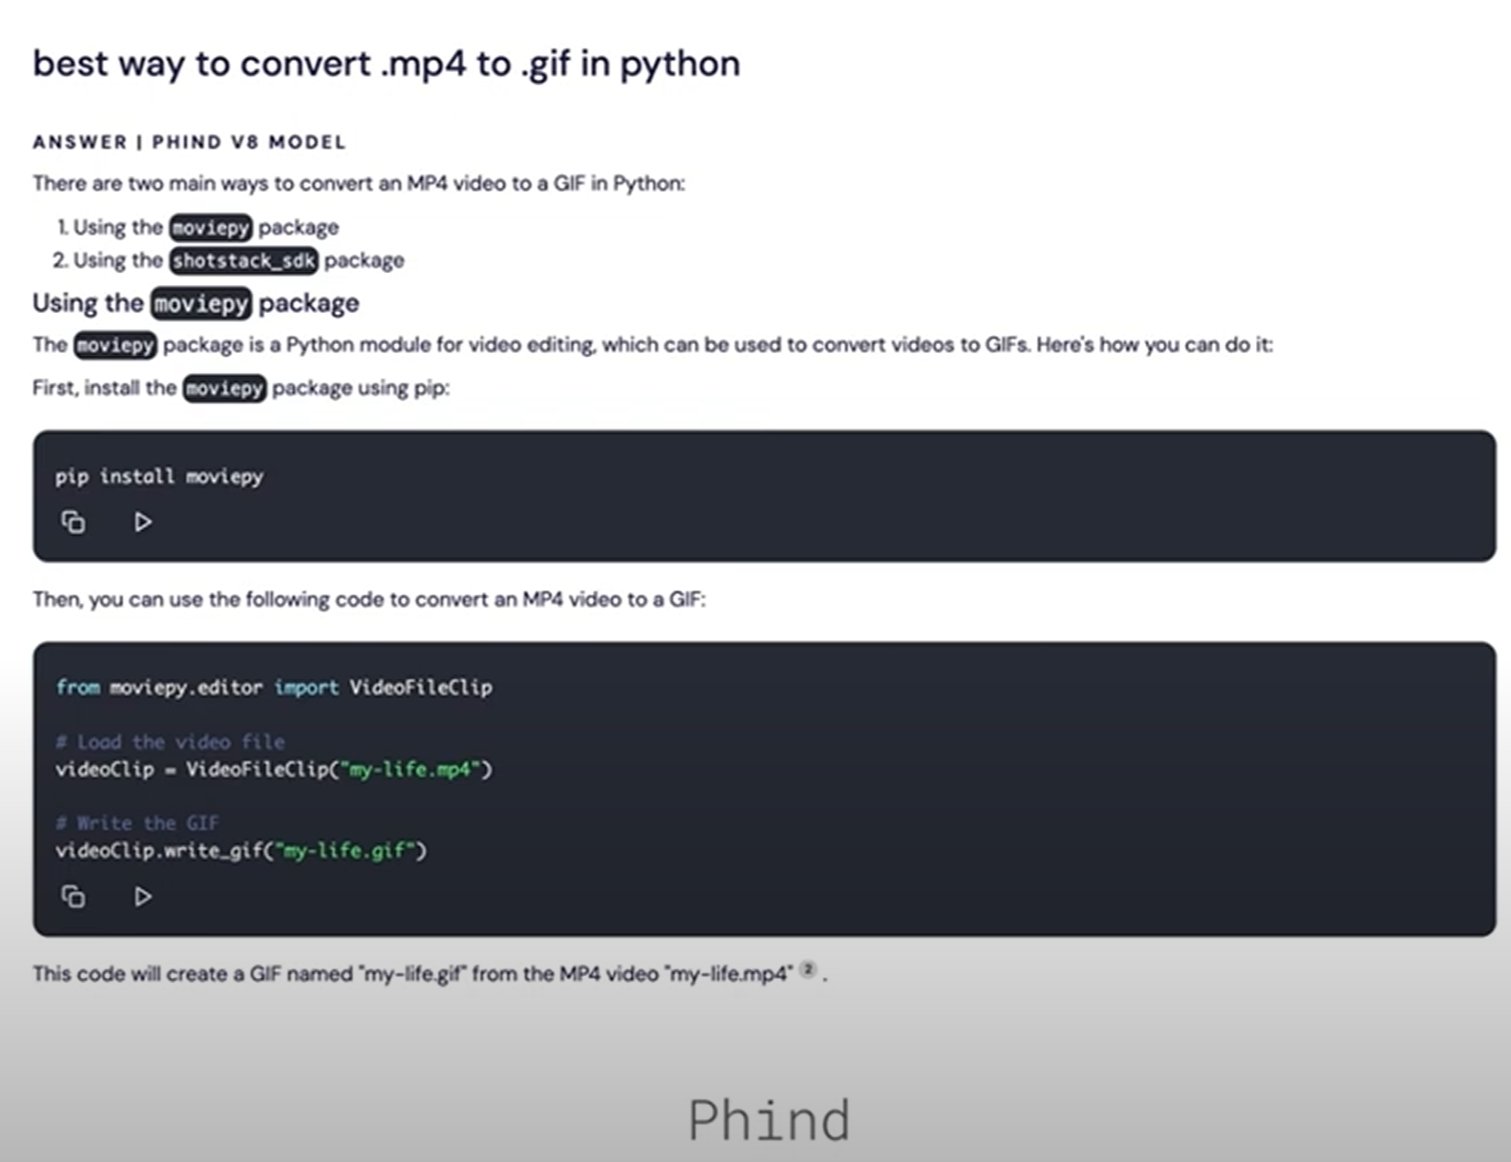 best way to convert .mp4 to .gif in python
ANSWER | PHIND V8 MODEL
There are two main ways to convert an MP4 video to a GIF in Python:
1. Using the moviepy package
2. Using the shotstack_sdk package
Using the moviepy package
The moviepy package is a Python module for video editing, which can be used to convert videos to GIFs. Here's how you can do it:
First, install the moviepy package using pip:
pip install moviepy
Then, you can use the following code to convert an MP4 video to a GIF:
from moviepy.editor import VideoFileClip
# Load the video file
videoClip = VideoFileClip("my-life.mp4")
# Write the GIF
videoClip.write_gif("my-life.gif")
This code will create a GIF named "my-life.gif" from the MP4 video "my-life.mp4" 2 .
Phind